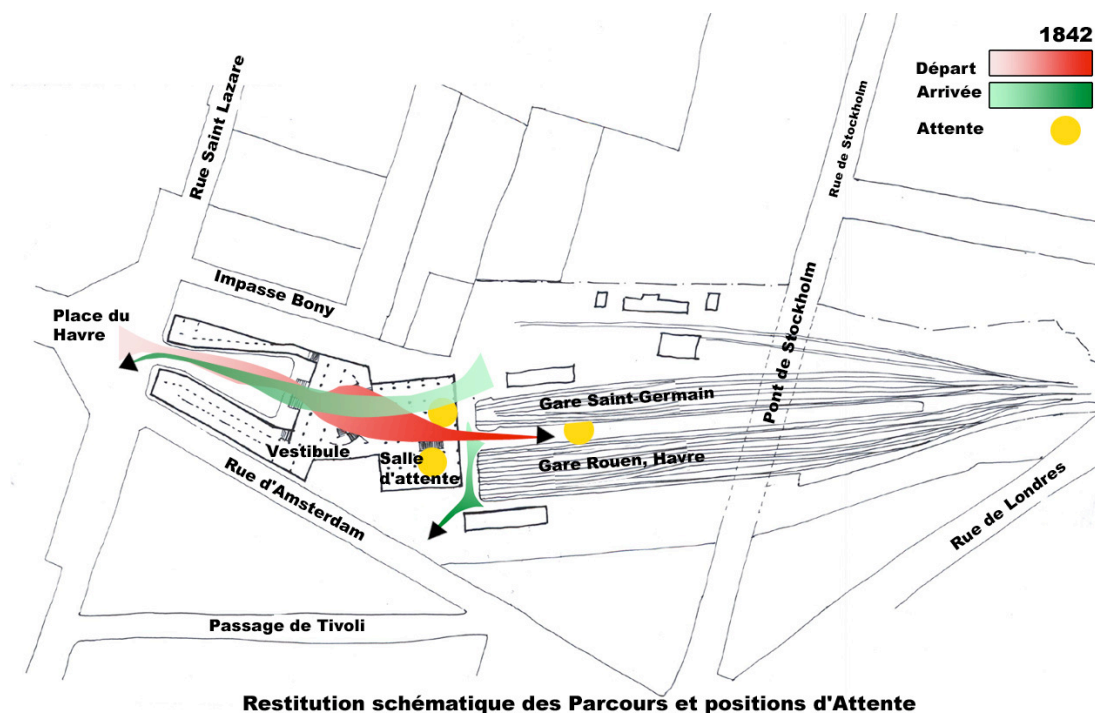 1842
Départ
Arrivée
Attente
Rue Saint Lazare
Rue de Stockholm
Impasse Bony
Place du
Havre
Pont de Stockholm
Gare Saint-Germain
Vestibule
Salle
d'attente
Gare Rouen, Havre
Rue d'Amsterdam
Rue de Londres
Passage de Tivoli
Restitution schématique des Parcours et positions d'Attente